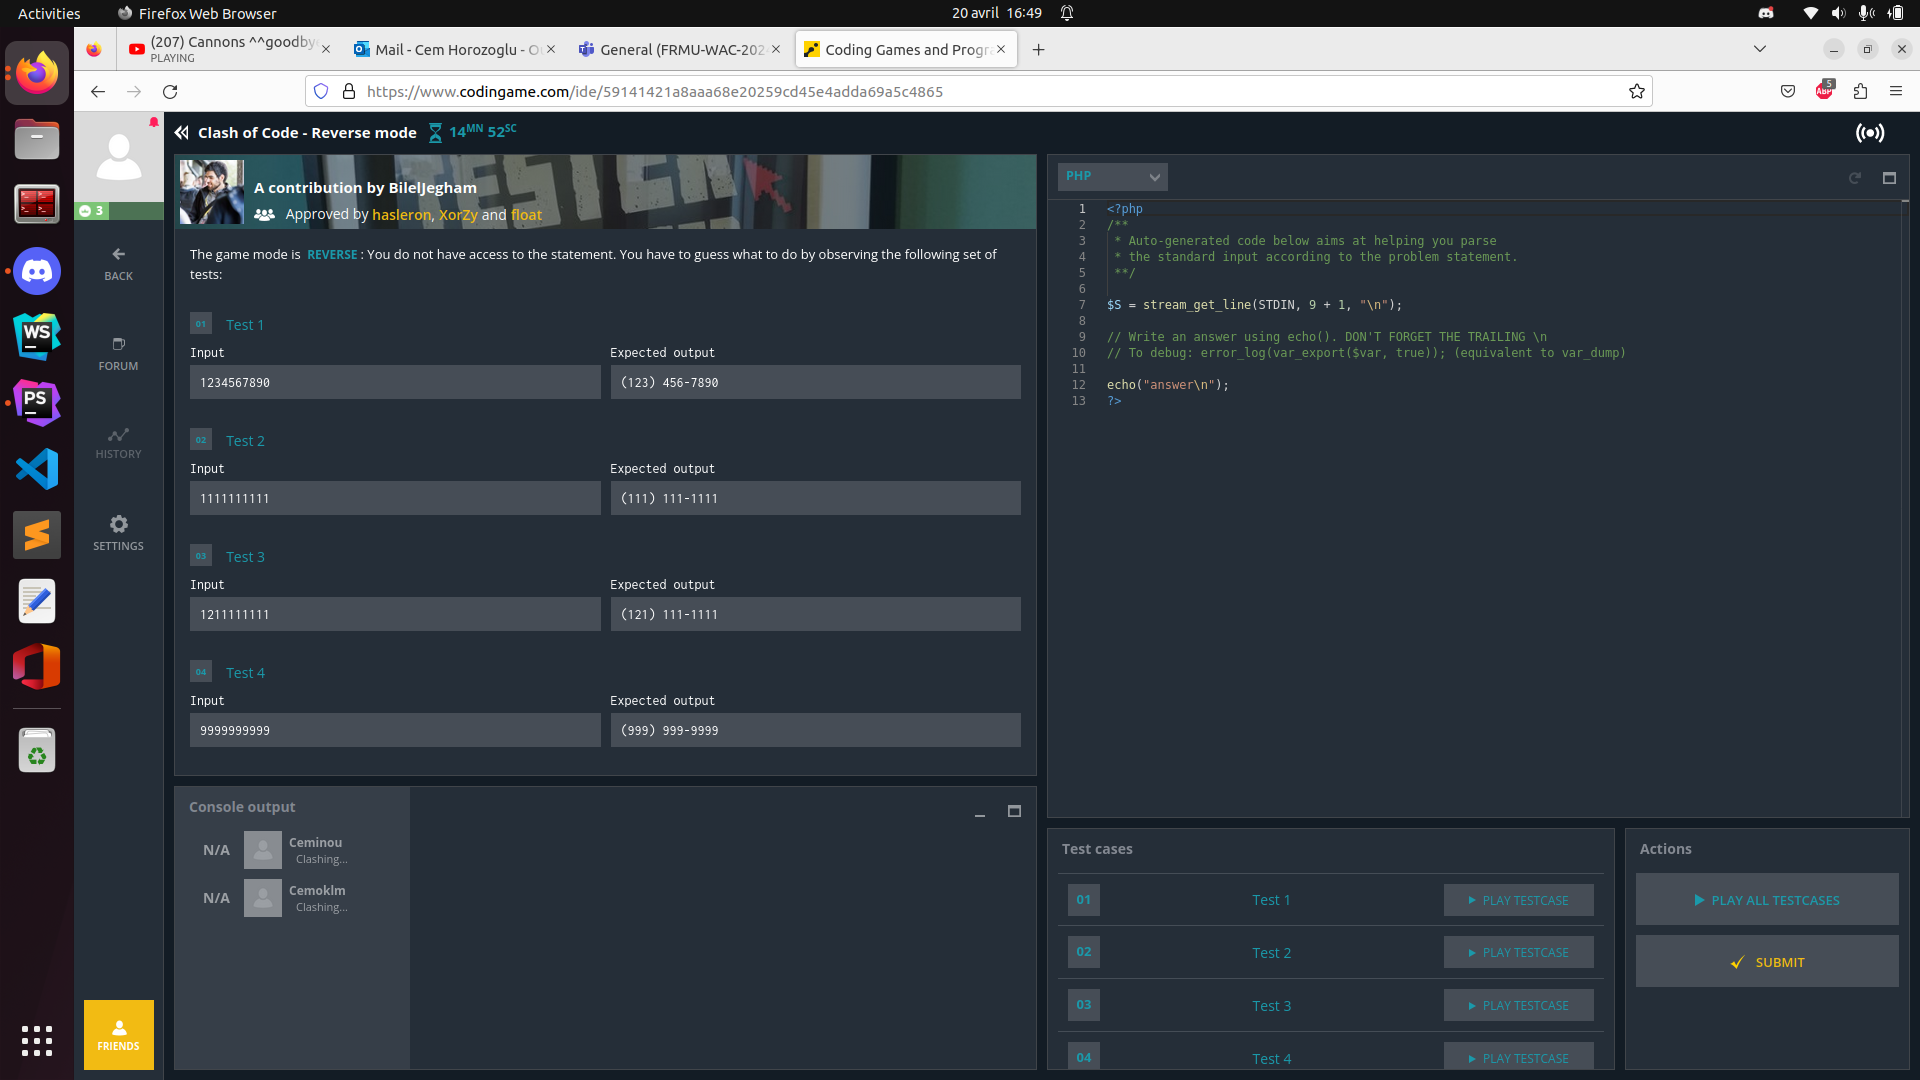 Activities
Firefox Web Browser
20 avril 16:49
(207) Cannons ^^goodby
PLAYING
Mail - Cem Horozoglu - O
General (FRMU-WAC-202
Coding Games and Progr
https://www.codingame.com/ide/59141421a8aaa68e20259cd45e4adda69a5c4865
ABP
5
3
BACK
FORUM
HISTORY
SETTINGS
FRIENDS
WS
PS
Clash of Code - Reverse mode
14MN 52SC
A contribution by BilelJegham
Approved by hasleron, XorZy and float
The game mode is REVERSE : You do not have access to the statement. You have to guess what to do by observing the following set of
tests:
01 Test 1
Input Expected output
1234567890 (123) 456-7890
02 Test 2
Input Expected output
1111111111 (111) 111-1111
03 Test 3
Input Expected output
1211111111 (121) 111-1111
04 Test 4
Input Expected output
9999999999 (999) 999-9999
Console output
N/A Ceminou
Clashing...
N/A Cemoklm
Clashing...
PHP
1 <?php
2 /**
3 * Auto-generated code below aims at helping you parse
4 * the standard input according to the problem statement.
5 **/
6
7 $S = stream_get_line(STDIN, 9 + 1, "\n");
8
9 // Write an answer using echo(). DON'T FORGET THE TRAILING \n
10 // To debug: error_log(var_export($var, true)); (equivalent to var_dump)
11
12 echo("answer\n");
13 ?>
Test cases
01 Test 1 PLAY TESTCASE
02 Test 2 PLAY TESTCASE
03 Test 3 PLAY TESTCASE
04 Test 4 PLAY TESTCASE
Actions
PLAY ALL TESTCASES
SUBMIT